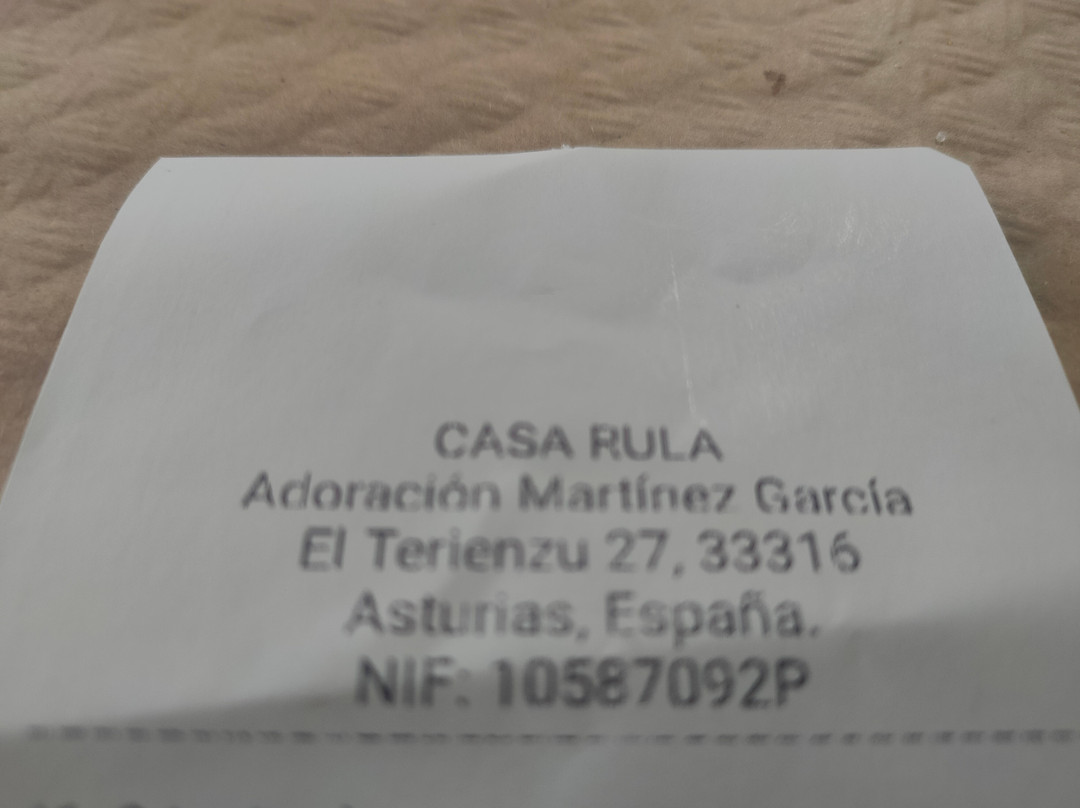 CASA RULA
Adoración Martínez García
El Terienzu 27, 33316
Asturias, España.
NIF: 10587092P